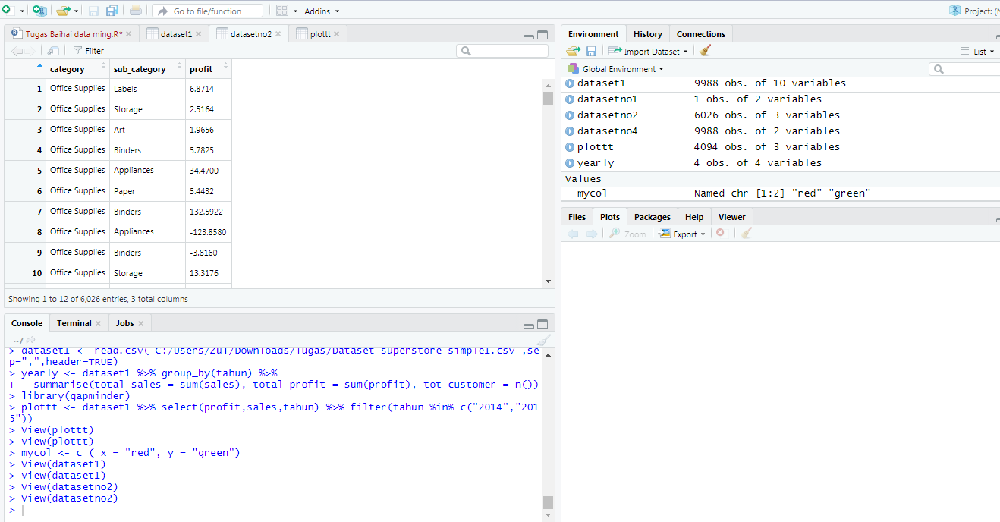 Go to file/function
Addins
Project: (N
Tugas Baihai data ming.R*
dataset1
datasetno2
plottt
Filter
category sub_category profit
1 Office Supplies Labels 6.8714
2 Office Supplies Storage 2.5164
3 Office Supplies Art 1.9656
4 Office Supplies Binders 5.7825
5 Office Supplies Appliances 34.4700
6 Office Supplies Paper 5.4432
7 Office Supplies Binders 132.5922
8 Office Supplies Appliances -123.8580
9 Office Supplies Binders -3.8160
10 Office Supplies Storage 13.3176
Showing 1 to 12 of 6,026 entries, 3 total columns
Console Terminal Jobs
~/
> dataset1 <- read.csv( C:/Users/Zul/Downloads/Tugas/Dataset_superstore_simple1.csv ,se
p=",",header=TRUE)
> yearly <- dataset1 %>% group_by(tahun) %>%
+   summarise(total_sales = sum(sales), total_profit = sum(profit), tot_customer = n())
> library(gapminder)
> plottt <- dataset1 %>% select(profit,sales,tahun) %>% filter(tahun %in% c("2014","201
5"))
> View(plottt)
> View(plottt)
> mycol <- c ( x = "red", y = "green")
> View(dataset1)
> View(dataset1)
> View(datasetno2)
> View(datasetno2)
>
Environment History Connections
Import Dataset
List
Global Environment
dataset1 9988 obs. of 10 variables
datasetno1 1 obs. of 2 variables
datasetno2 6026 obs. of 3 variables
datasetno4 9988 obs. of 2 variables
plottt 4094 obs. of 3 variables
yearly 4 obs. of 4 variables
Values
mycol Named chr [1:2] "red" "green"
Files Plots Packages Help Viewer
Zoom
Export